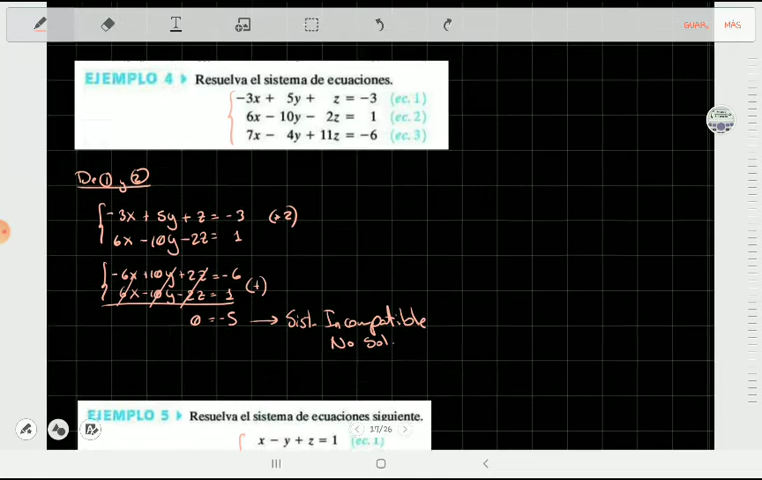 GUAR. MÁS
EJEMPLO 4 ▸ Resuelva el sistema de ecuaciones.
−3x + 5y + z = −3 (ec. 1)
6x − 10y − 2z = 1 (ec. 2)
7x − 4y + 11z = −6 (ec. 3)
De ① y ②
-3x + 5y + z = -3 (*2)
6x - 10y - 2z = 1
-6x + 10y + 2z = -6
6x - 10y - 2z = 1 (+)
0 = -5 → Sist. Incompatible
No Sol.
EJEMPLO 5 ▸ Resuelva el sistema de ecuaciones siguiente.
17/26
x − y + z = 1 (ec. 1)